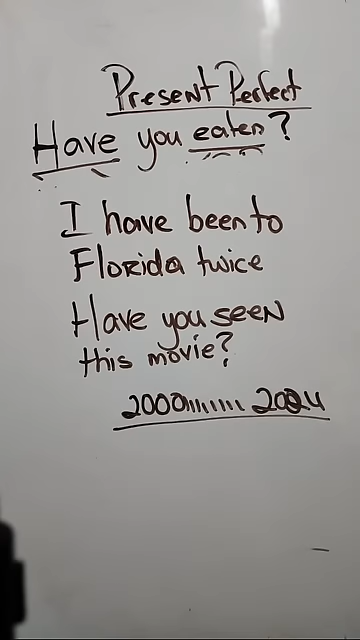 Present Perfect
Have you eaten?
I have been to
Florida twice
Have you seen
this movie?
2000 2024